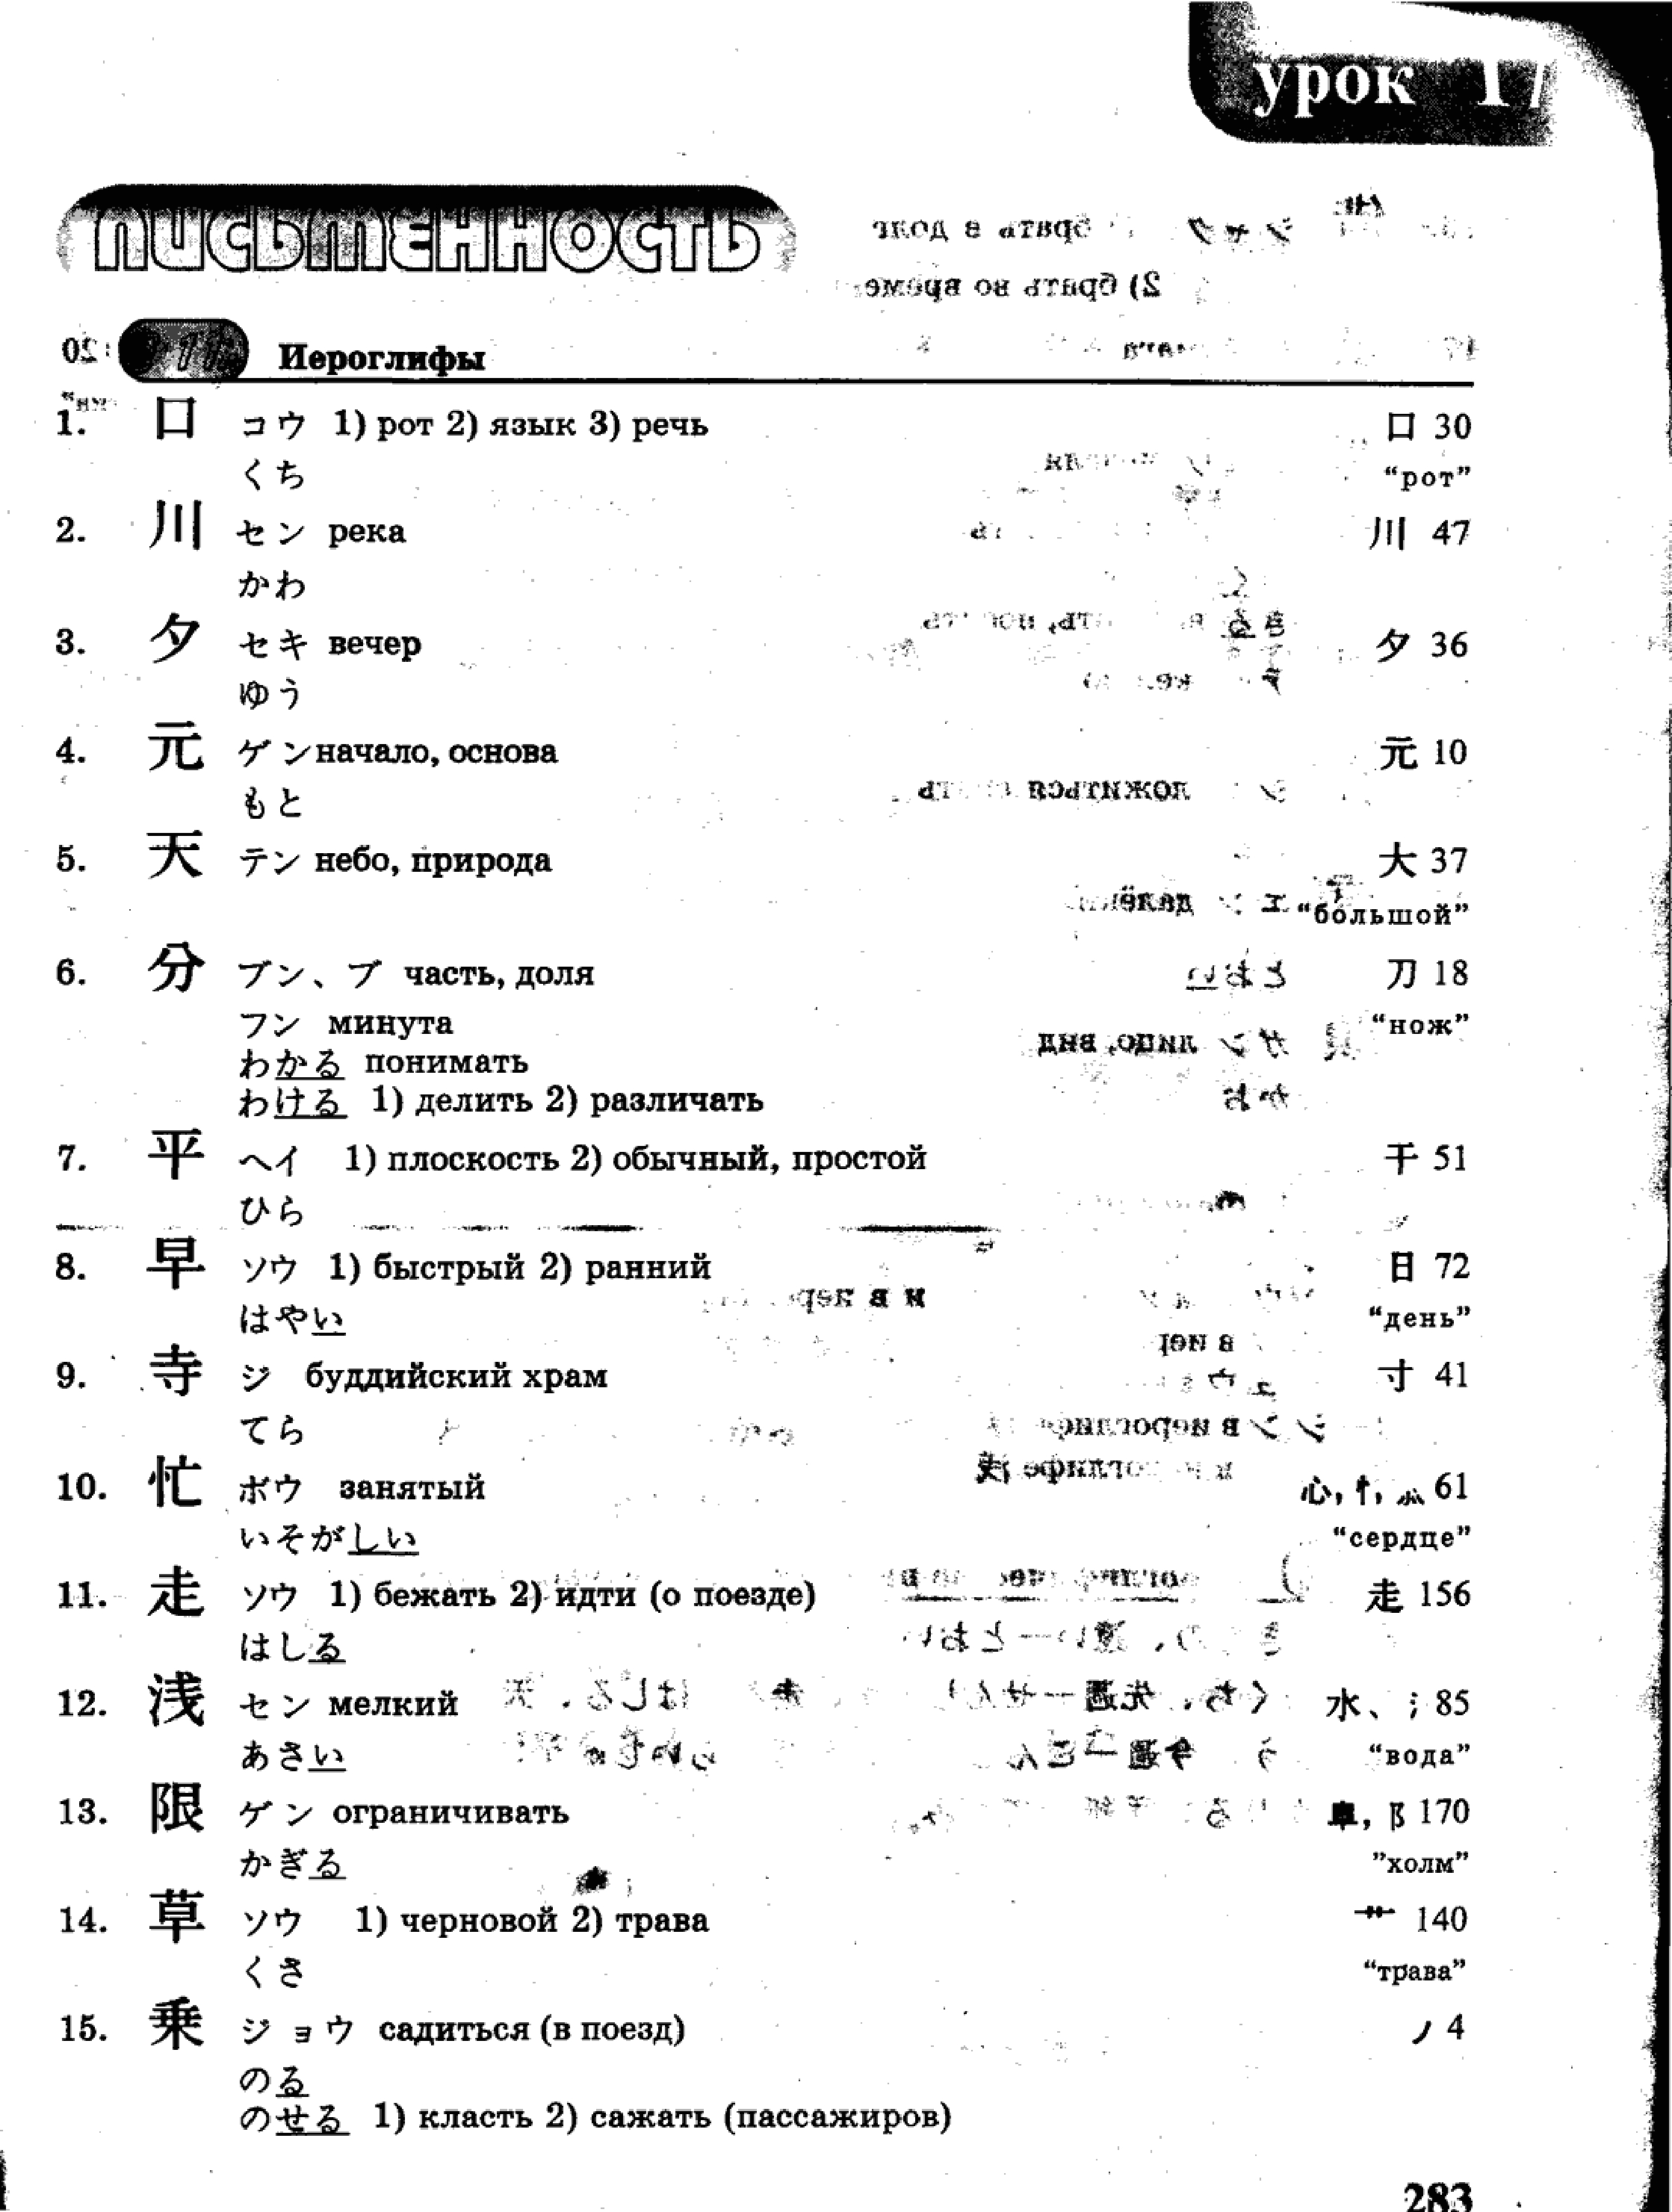 урок 17
письменность
Иероглифы
1. 口 コウ 1) рот 2) язык 3) речь 口 30
くち “рот”
2. 川 セン река 川 47
かわ
3. 夕 セキ вечер 夕 36
ゆう
4. 元 ゲン начало, основа 元 10
もと
5. 天 テン небо, природа 大 37
“большой”
6. 分 ブン、ブ часть, доля 刀 18
フン минута “нож”
わかる понимать
わける 1) делить 2) различать
7. 平 ヘイ 1) плоскость 2) обычный, простой 干 51
ひら
8. 早 ソウ 1) быстрый 2) ранний 日 72
はやい “день”
9. 寺 ジ буддийский храм 寸 41
てら
10. 忙 ボウ занятый 心, 忄, 㣺 61
いそがしい “сердце”
11. 走 ソウ 1) бежать 2) идти (о поезде) 走 156
はしる
12. 浅 セン мелкий 水、氵 85
あさい “вода”
13. 限 ゲン ограничивать 阜, 阝 170
かぎる ”холм”
14. 草 ソウ 1) черновой 2) трава 艹 140
くさ “трава”
15. 乗 ジョウ садиться (в поезд) ノ 4
のる
のせる 1) класть 2) сажать (пассажиров)
283